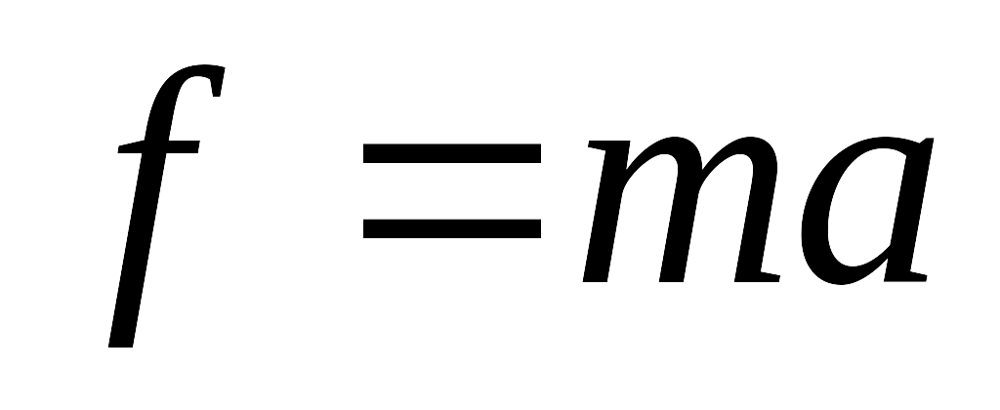 f = ma